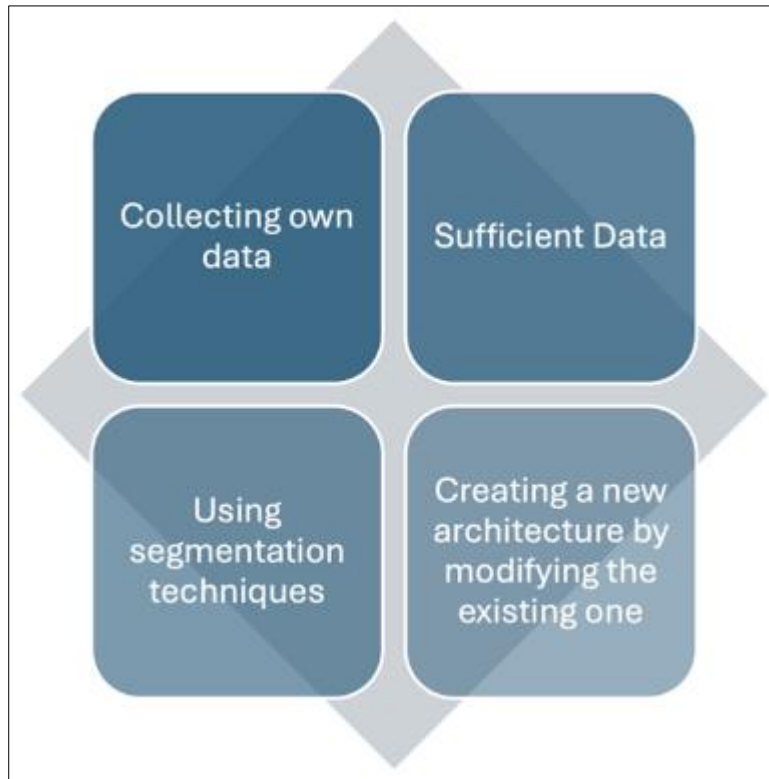 Collecting own
data
Sufficient Data
Using
segmentation
techniques
Creating a new
architecture by
modifying the
existing one